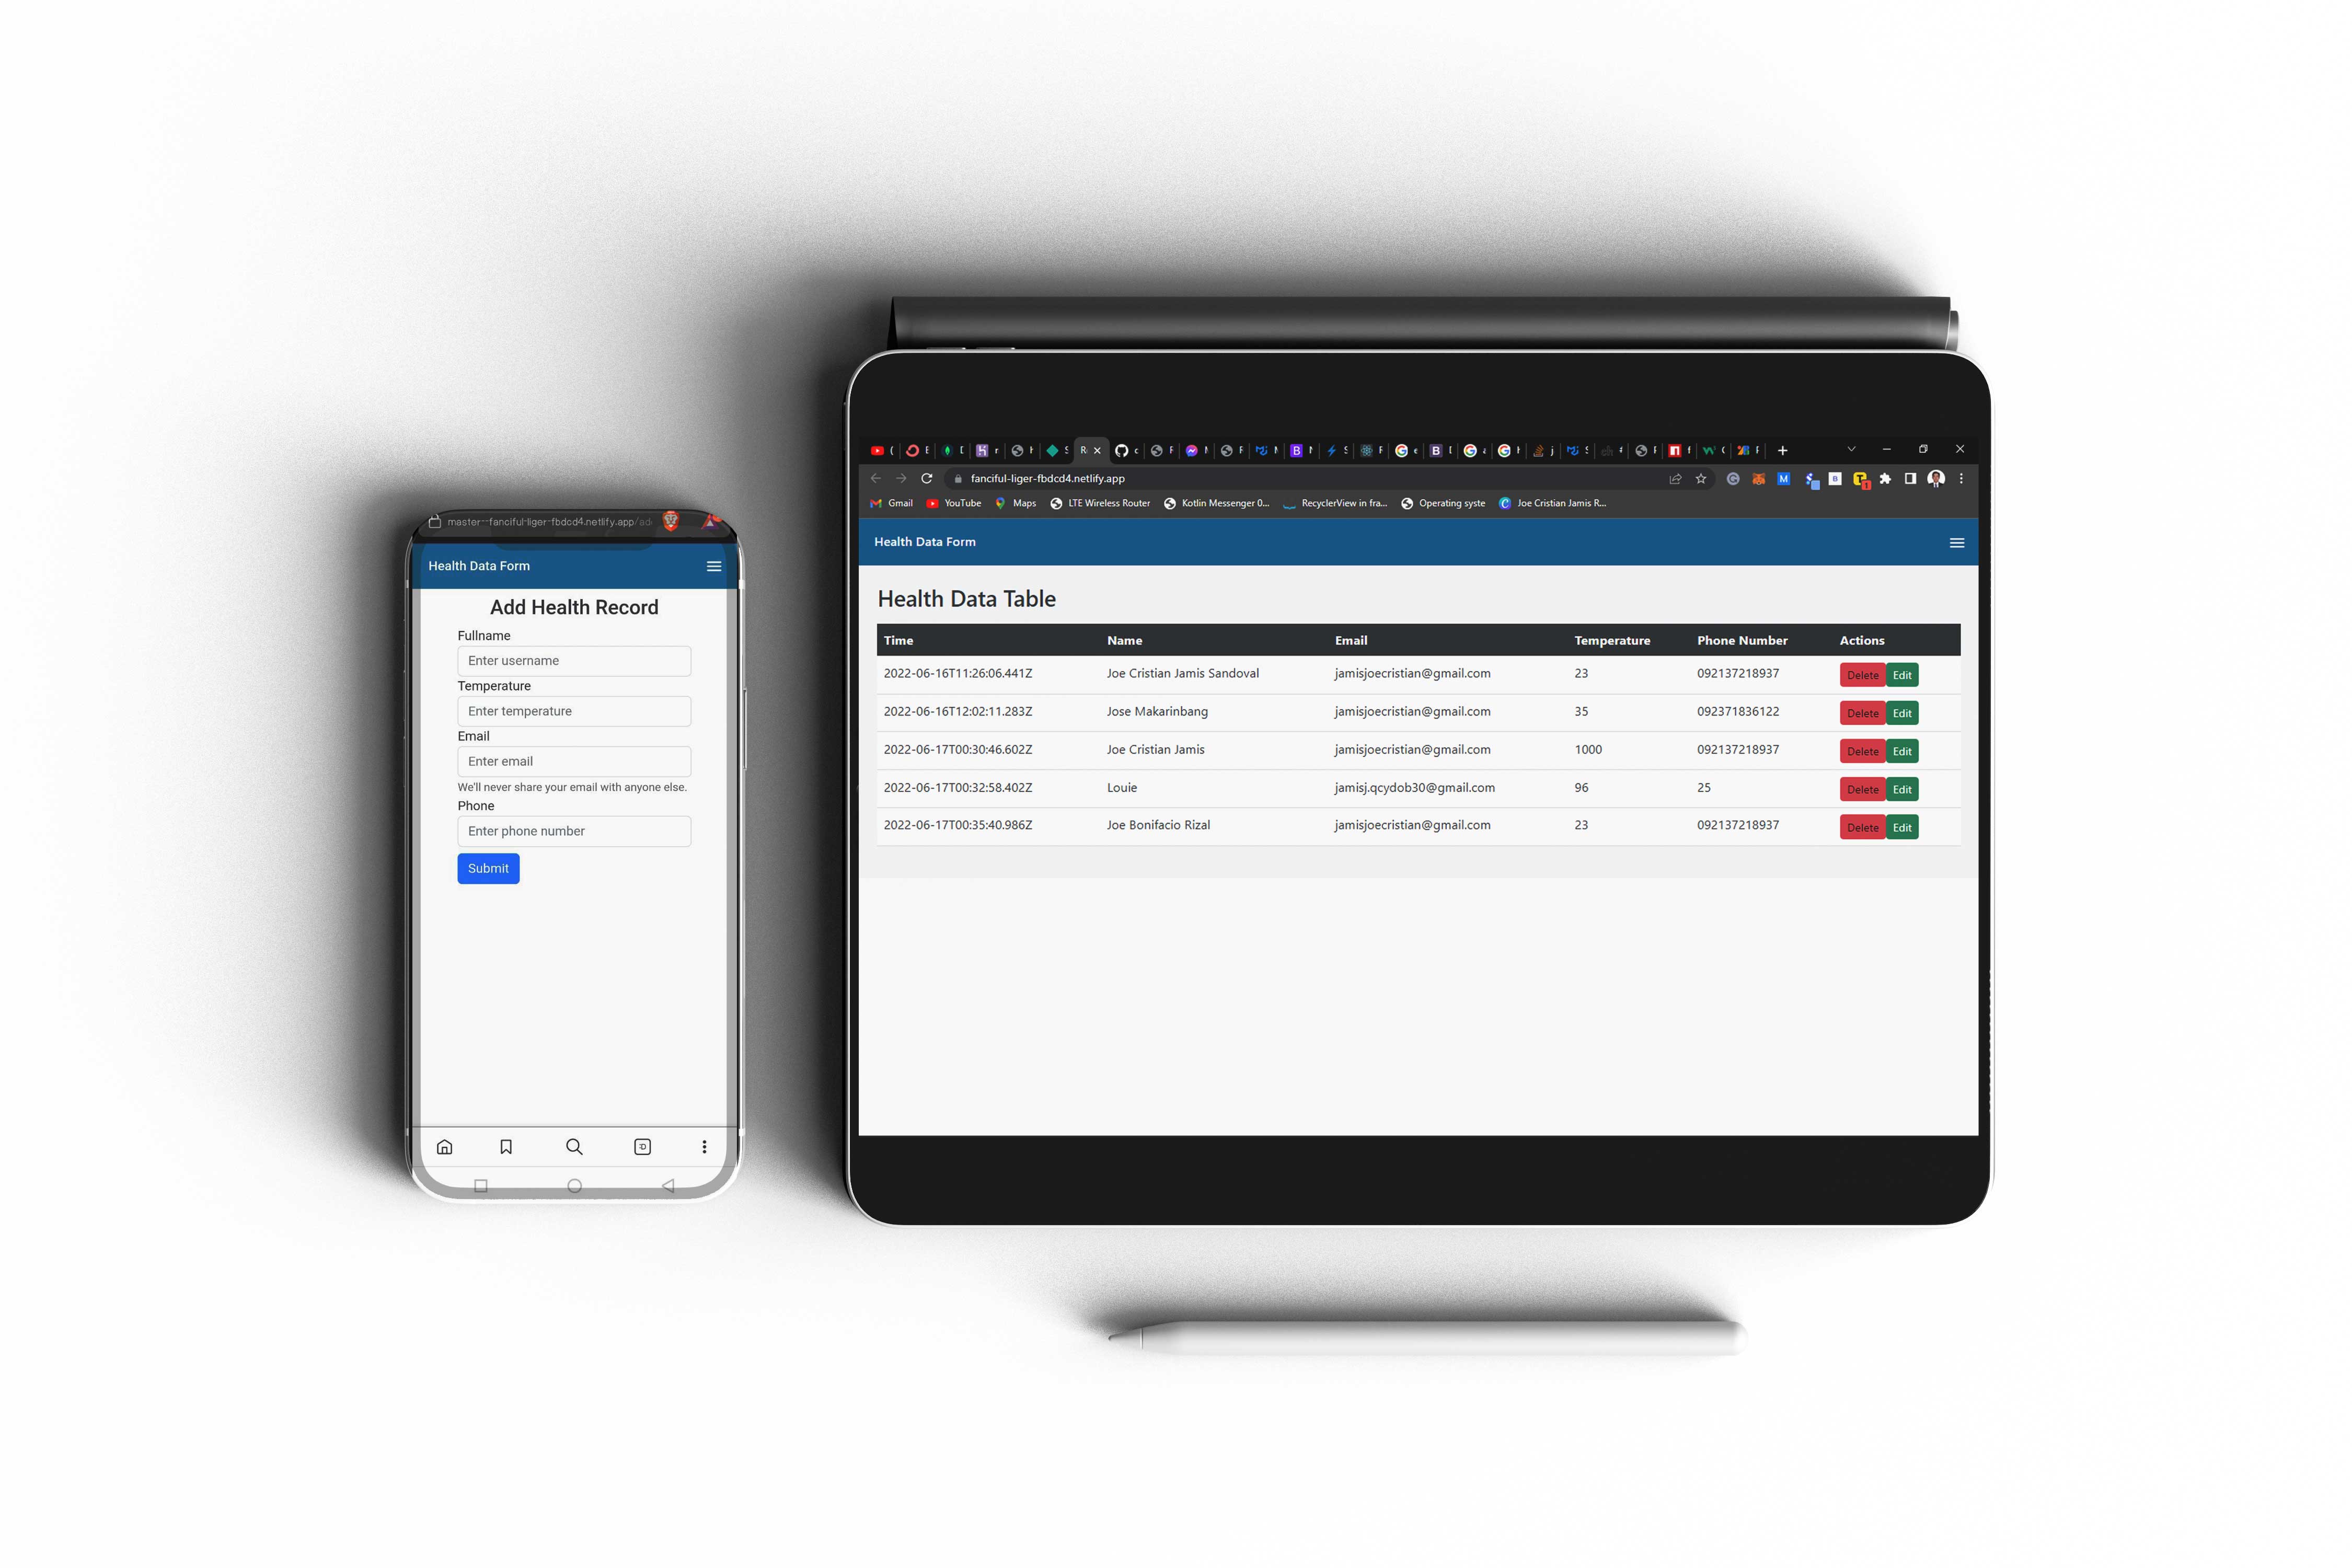 master--fanciful-liger-fbdcd4.netlify.app/ad
Health Data Form
Add Health Record
Fullname
Enter username
Temperature
Enter temperature
Email
Enter email
We'll never share your email with anyone else.
Phone
Enter phone number
Submit
fanciful-liger-fbdcd4.netlify.app
Gmail YouTube Maps LTE Wireless Router Kotlin Messenger 0... RecyclerView in fra... Operating syste Joe Cristian Jamis R...
Health Data Form
Health Data Table
Time Name Email Temperature Phone Number Actions
2022-06-16T11:26:06.441Z Joe Cristian Jamis Sandoval jamisjoecristian@gmail.com 23 092137218937 Delete Edit
2022-06-16T12:02:11.283Z Jose Makarinbang jamisjoecristian@gmail.com 35 092371836122 Delete Edit
2022-06-17T00:30:46.602Z Joe Cristian Jamis jamisjoecristian@gmail.com 1000 092137218937 Delete Edit
2022-06-17T00:32:58.402Z Louie jamisj.qcydob30@gmail.com 96 25 Delete Edit
2022-06-17T00:35:40.986Z Joe Bonifacio Rizal jamisjoecristian@gmail.com 23 092137218937 Delete Edit